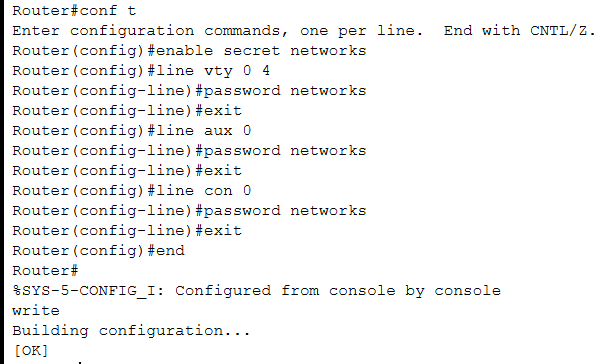 Router#conf t
Enter configuration commands, one per line.  End with CNTL/Z.
Router(config)#enable secret networks
Router(config)#line vty 0 4
Router(config-line)#password networks
Router(config-line)#exit
Router(config)#line aux 0
Router(config-line)#password networks
Router(config-line)#exit
Router(config)#line con 0
Router(config-line)#password networks
Router(config-line)#exit
Router(config)#end
Router#
%SYS-5-CONFIG_I: Configured from console by console
write
Building configuration...
[OK]